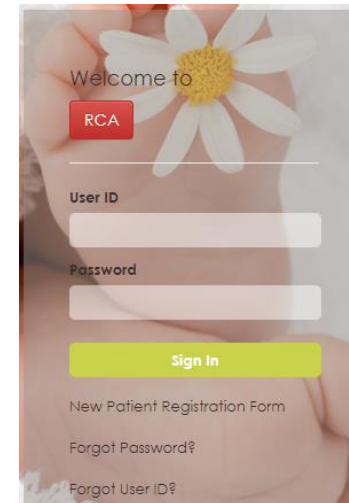 Welcome to
RCA
User ID
Password
Sign In
New Patient Registration Form
Forgot Password?
Forgot User ID?